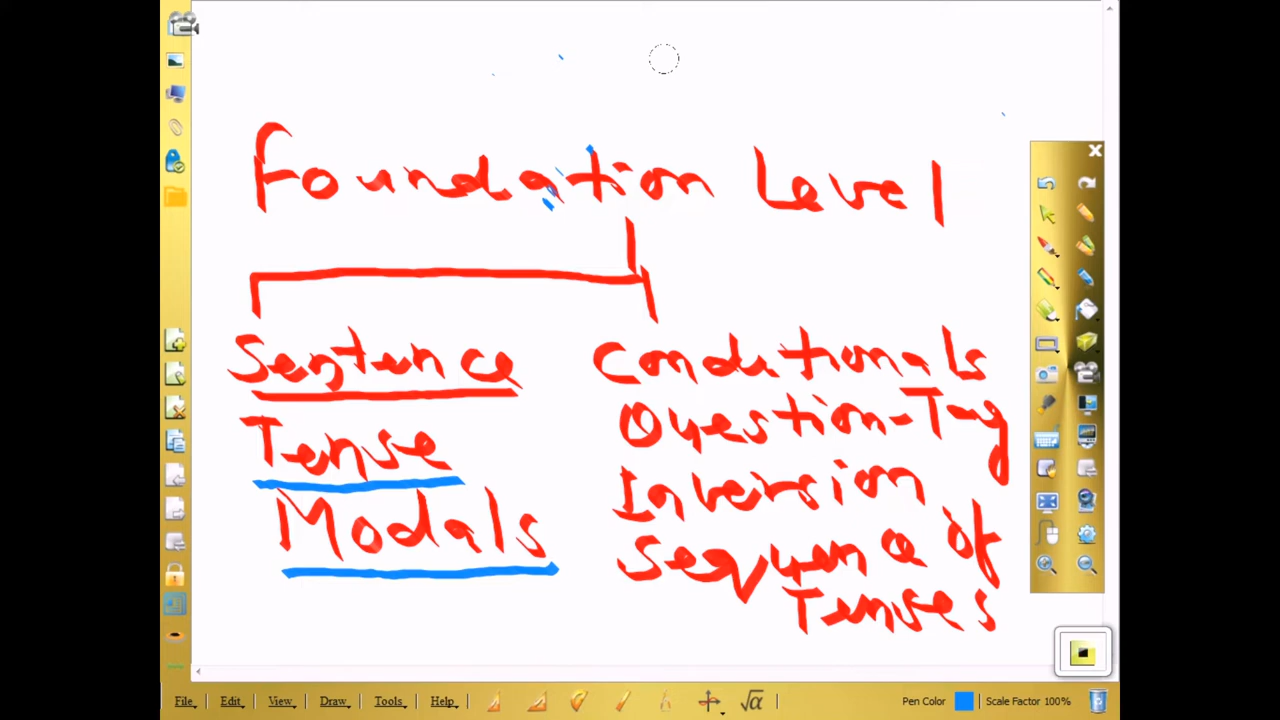 Foundation Level
Sentence
Tense
Modals
Conditionals
Question-Tag
Inversion
Sequence of
Tenses
File Edit View Draw Tools Help Pen Color Scale Factor 100%